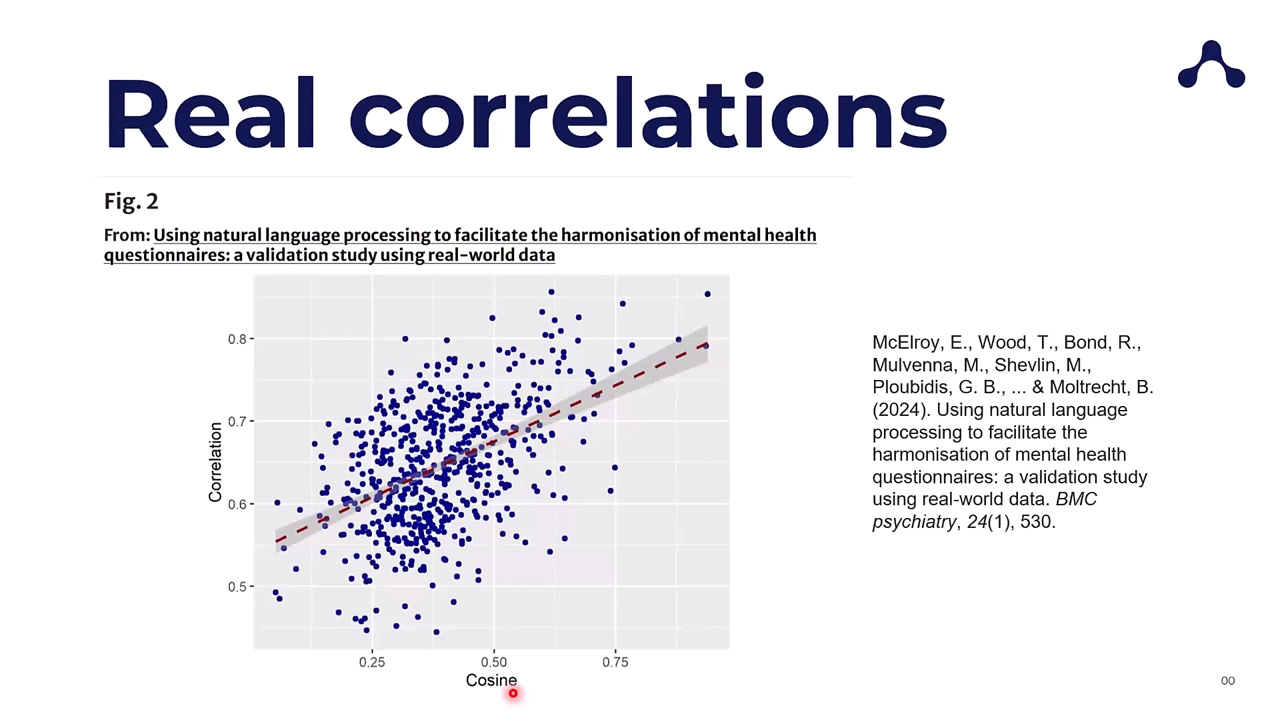 Real correlations
Fig. 2
From: Using natural language processing to facilitate the harmonisation of mental health
questionnaires: a validation study using real-world data
0.8
0.7
0.6
0.5
Correlation
0.25 0.50 0.75
Cosine
McElroy, E., Wood, T., Bond, R.,
Mulvenna, M., Shevlin, M.,
Ploubidis, G. B., ... & Moltrecht, B.
(2024). Using natural language
processing to facilitate the
harmonisation of mental health
questionnaires: a validation study
using real-world data. BMC
psychiatry, 24(1), 530.
00